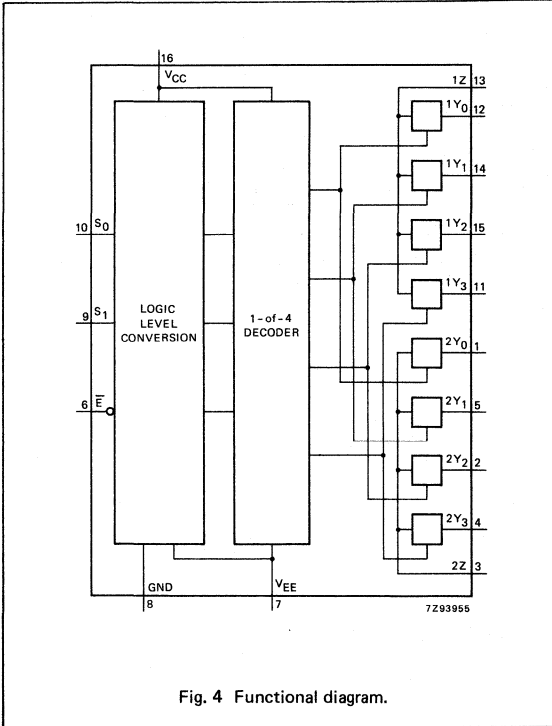 16
VCC
1Z 13
1Y0 12
1Y1 14
10 S0
1Y2 15
1Y3 11
9 S1
LOGIC
LEVEL
CONVERSION
1-of-4
DECODER
2Y0 1
6 E̅
2Y1 5
2Y2 2
2Y3 4
2Z 3
GND
VEE
8
7
7Z93955
Fig. 4 Functional diagram.